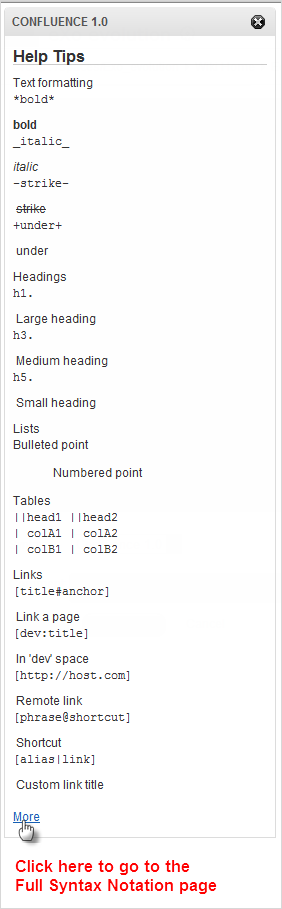 CONFLUENCE 1.0
Help Tips
Text formatting
*bold*
bold
_italic_
italic
-strike-
strike
+under+
under
Headings
h1.
Large heading
h3.
Medium heading
h5.
Small heading
Lists
Bulleted point
Numbered point
Tables
||head1 ||head2
| colA1 | colA2
| colB1 | colB2
Links
[title#anchor]
Link a page
[dev:title]
In 'dev' space
[http://host.com]
Remote link
[phrase@shortcut]
Shortcut
[alias|link]
Custom link title
More
Click here to go to the
Full Syntax Notation page